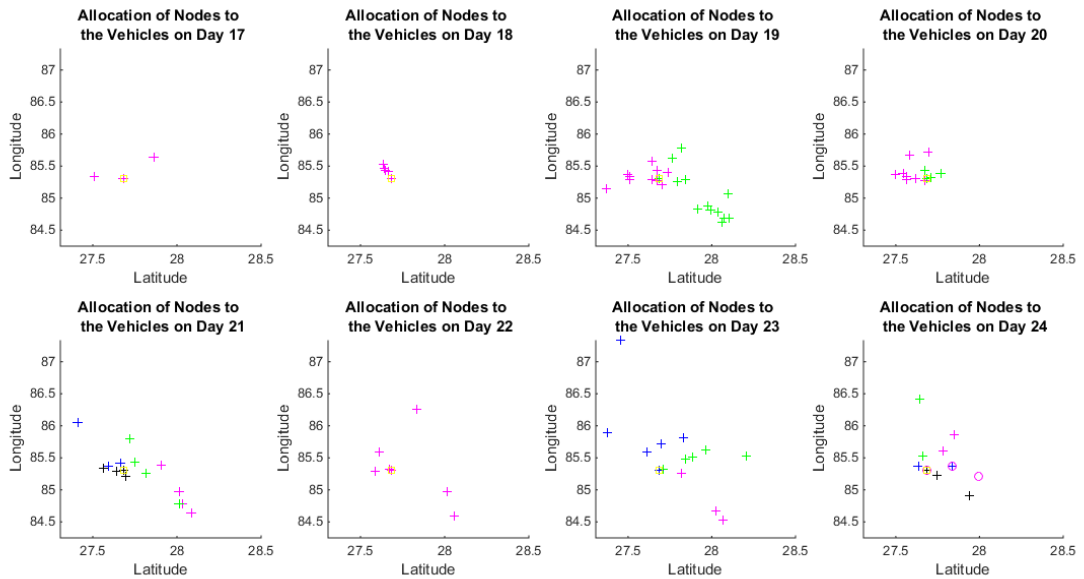 Allocation of Nodes to
the Vehicles on Day 17
Longitude
87
86.5
86
85.5
85
84.5
27.5
28
28.5
Latitude
Allocation of Nodes to
the Vehicles on Day 18
Longitude
87
86.5
86
85.5
85
84.5
27.5
28
28.5
Latitude
Allocation of Nodes to
the Vehicles on Day 19
Longitude
87
86.5
86
85.5
85
84.5
27.5
28
28.5
Latitude
Allocation of Nodes to
the Vehicles on Day 20
Longitude
87
86.5
86
85.5
85
84.5
27.5
28
28.5
Latitude
Allocation of Nodes to
the Vehicles on Day 21
Longitude
87
86.5
86
85.5
85
84.5
27.5
28
28.5
Latitude
Allocation of Nodes to
the Vehicles on Day 22
Longitude
87
86.5
86
85.5
85
84.5
27.5
28
28.5
Latitude
Allocation of Nodes to
the Vehicles on Day 23
Longitude
87
86.5
86
85.5
85
84.5
27.5
28
28.5
Latitude
Allocation of Nodes to
the Vehicles on Day 24
Longitude
87
86.5
86
85.5
85
84.5
27.5
28
28.5
Latitude